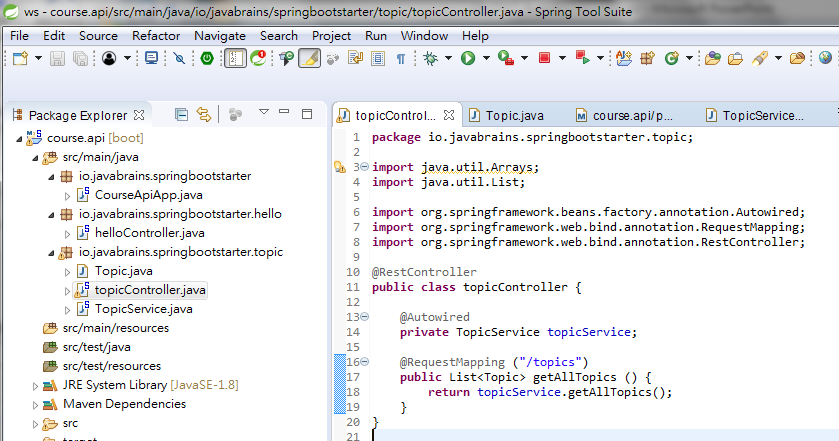 ws - course.api/src/main/java/io/javabrains/springbootstarter/topic/topicController.java - Spring Tool Suite
File Edit Source Refactor Navigate Search Project Run Window Help
Package Explorer
course.api [boot]
src/main/java
io.javabrains.springbootstarter
CourseApiApp.java
io.javabrains.springbootstarter.hello
helloController.java
io.javabrains.springbootstarter.topic
Topic.java
topicController.java
TopicService.java
src/main/resources
src/test/java
src/test/resources
JRE System Library [JavaSE-1.8]
Maven Dependencies
src
target
topicControl... Topic.java course.api/p... TopicService...
1 package io.javabrains.springbootstarter.topic;
2
3 import java.util.Arrays;
4 import java.util.List;
5
6 import org.springframework.beans.factory.annotation.Autowired;
7 import org.springframework.web.bind.annotation.RequestMapping;
8 import org.springframework.web.bind.annotation.RestController;
9
10 @RestController
11 public class topicController {
12
13 @Autowired
14 private TopicService topicService;
15
16 @RequestMapping ("/topics")
17 public List<Topic> getAllTopics () {
18 return topicService.getAllTopics();
19 }
20 }
21